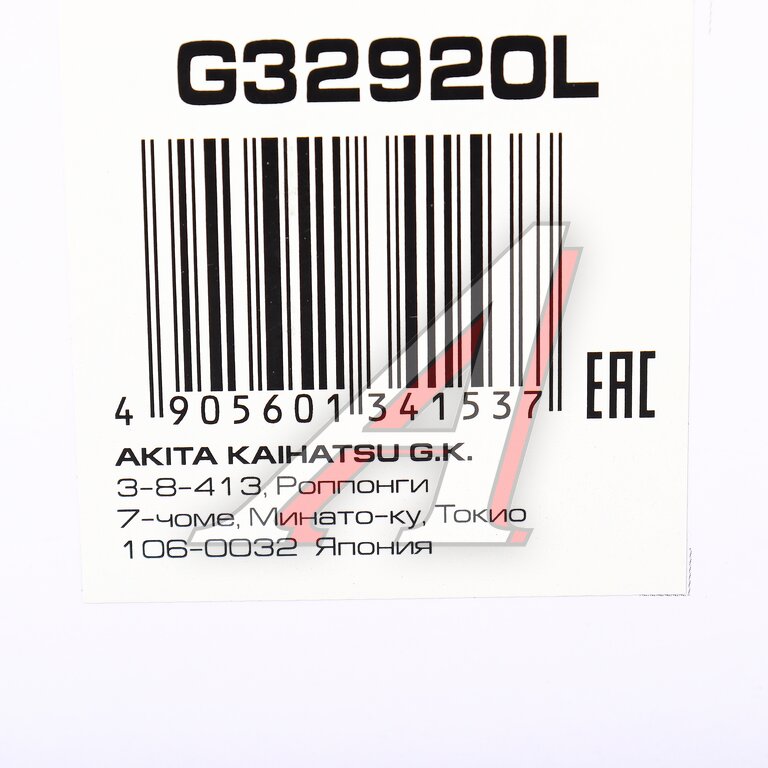 G32920L
4 905601 341537
EAC
AKITA KAIHATSU G.K.
3-8-413, Роппонги
7-чоме, Минато-ку, Токио
106-0032 Япония